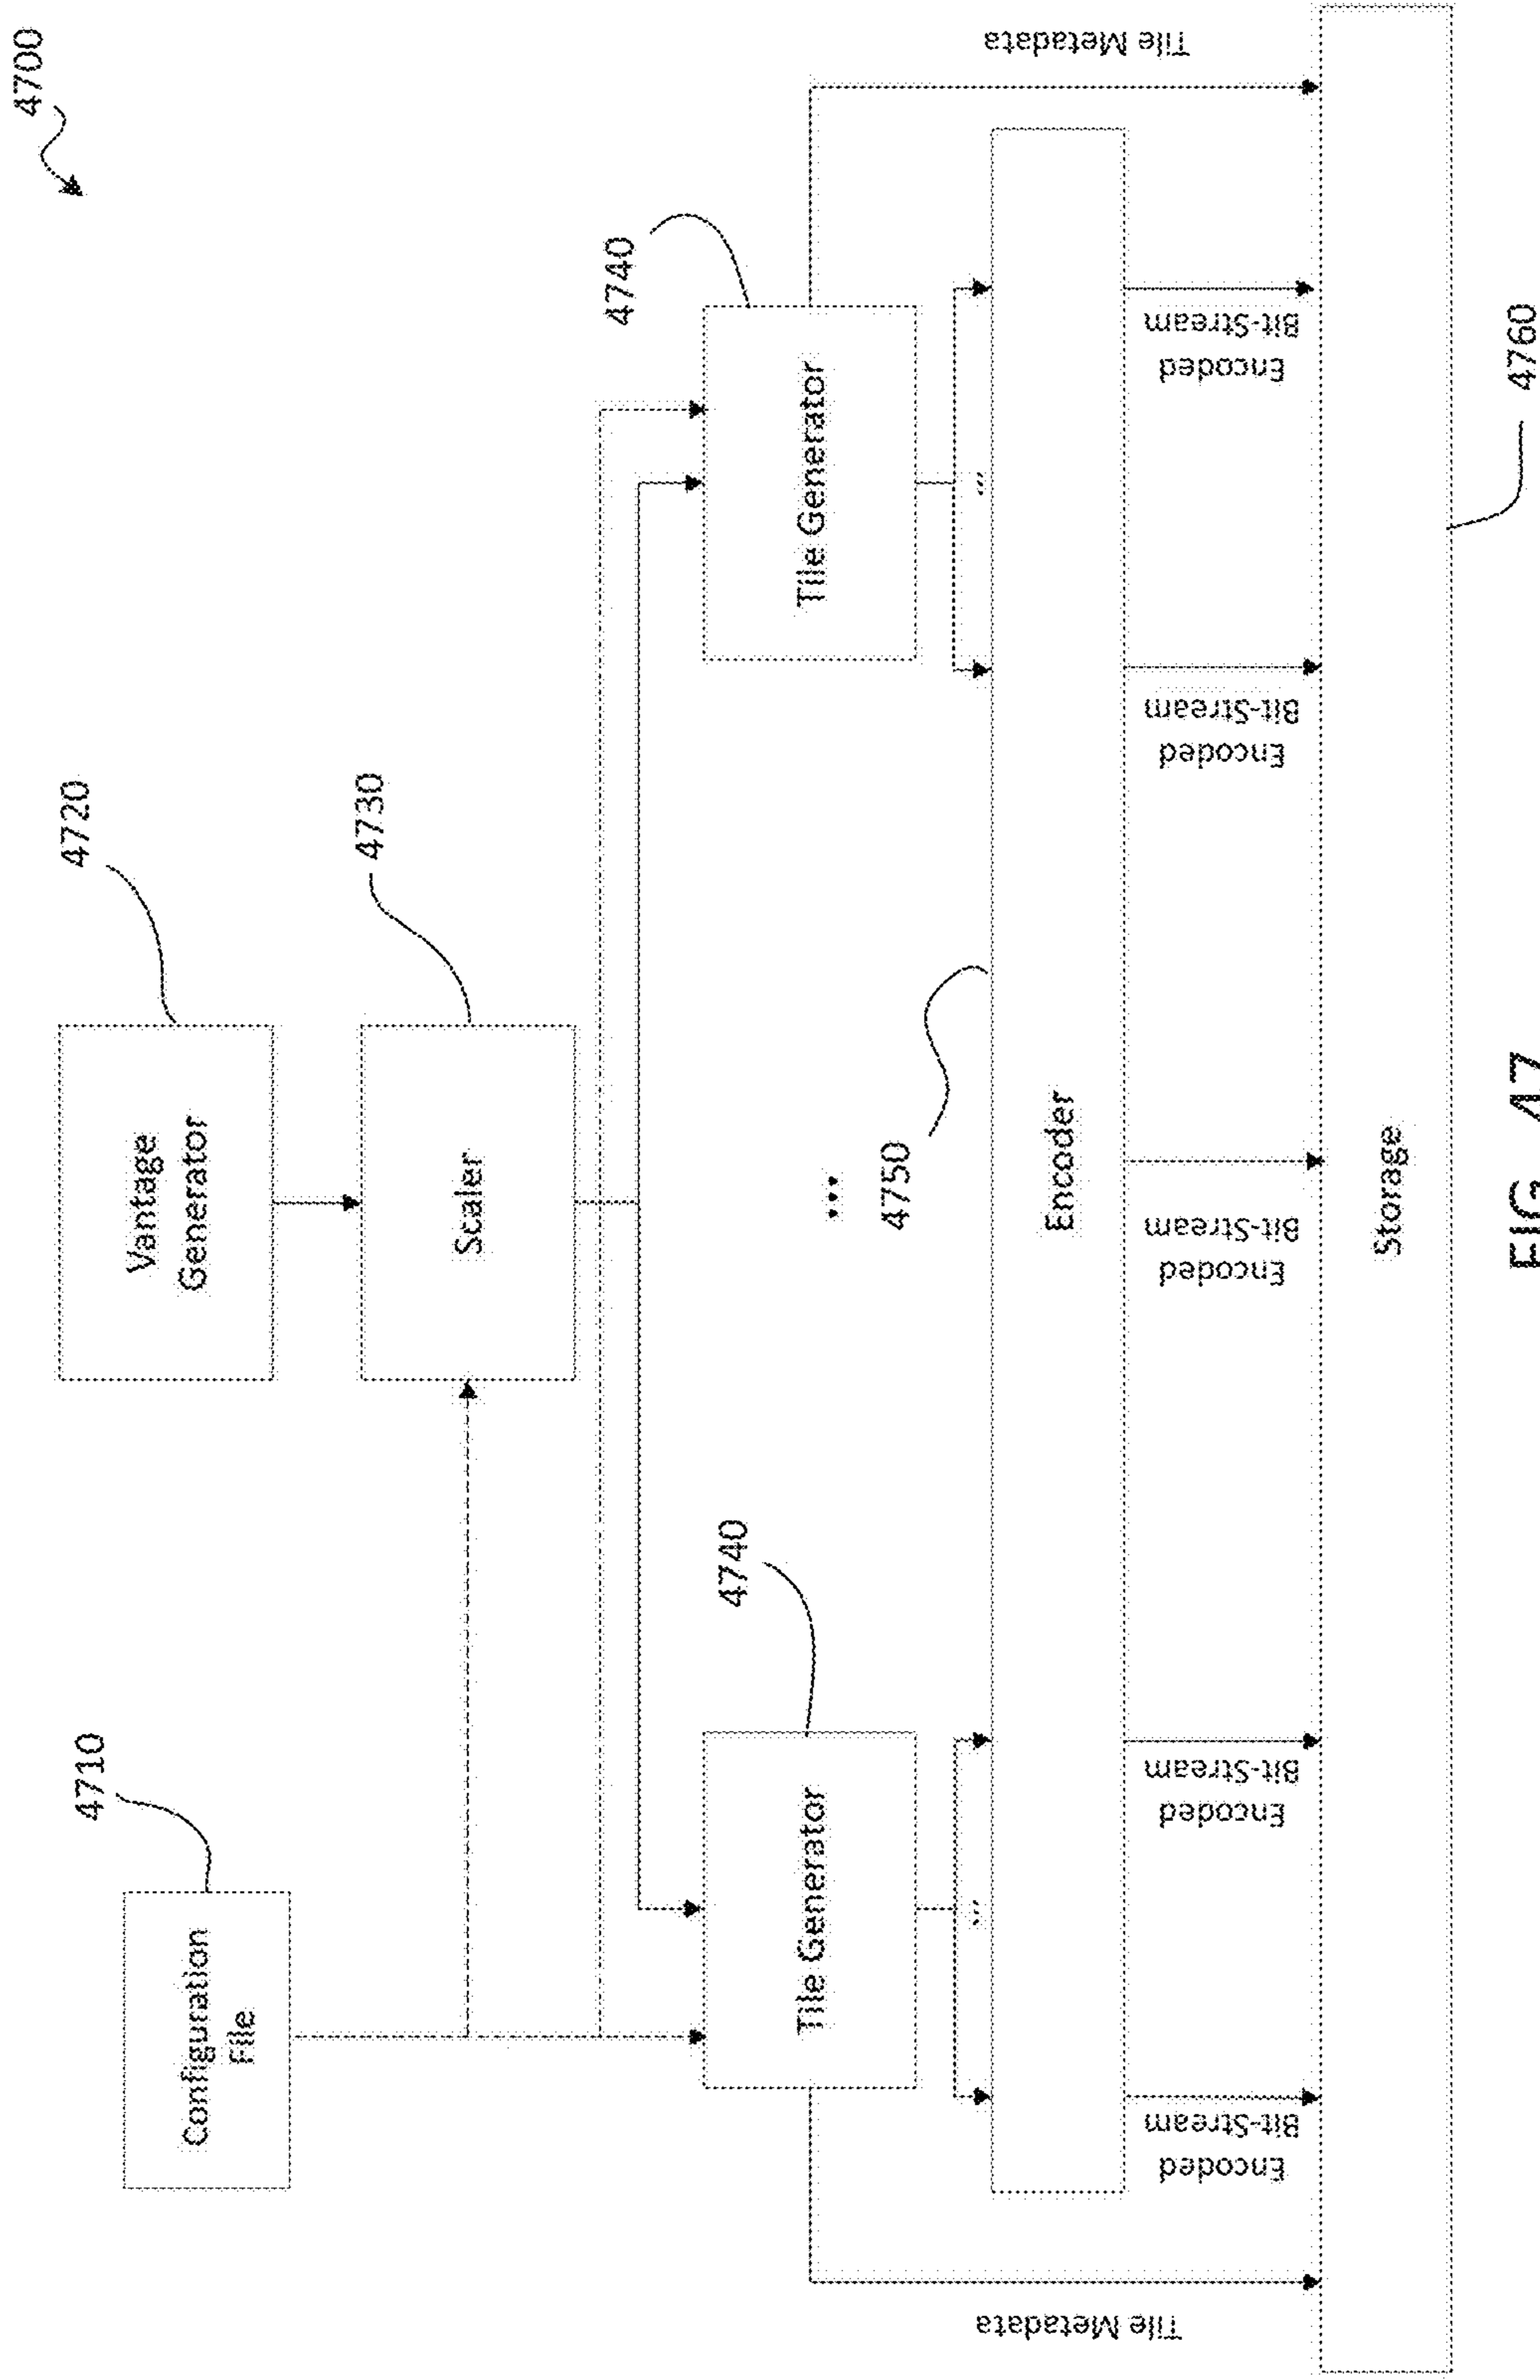 4700
4710
Configuration
File
4720
Vantage
Generator
4730
Scaler
4740
Tile Generator
4740
Tile Generator
...
...
...
4750
Encoder
Tile Metadata
Encoded
Bit-Stream
Encoded
Bit-Stream
Encoded
Bit-Stream
Encoded
Bit-Stream
Encoded
Bit-Stream
Tile Metadata
Storage
4760
FIG. 47